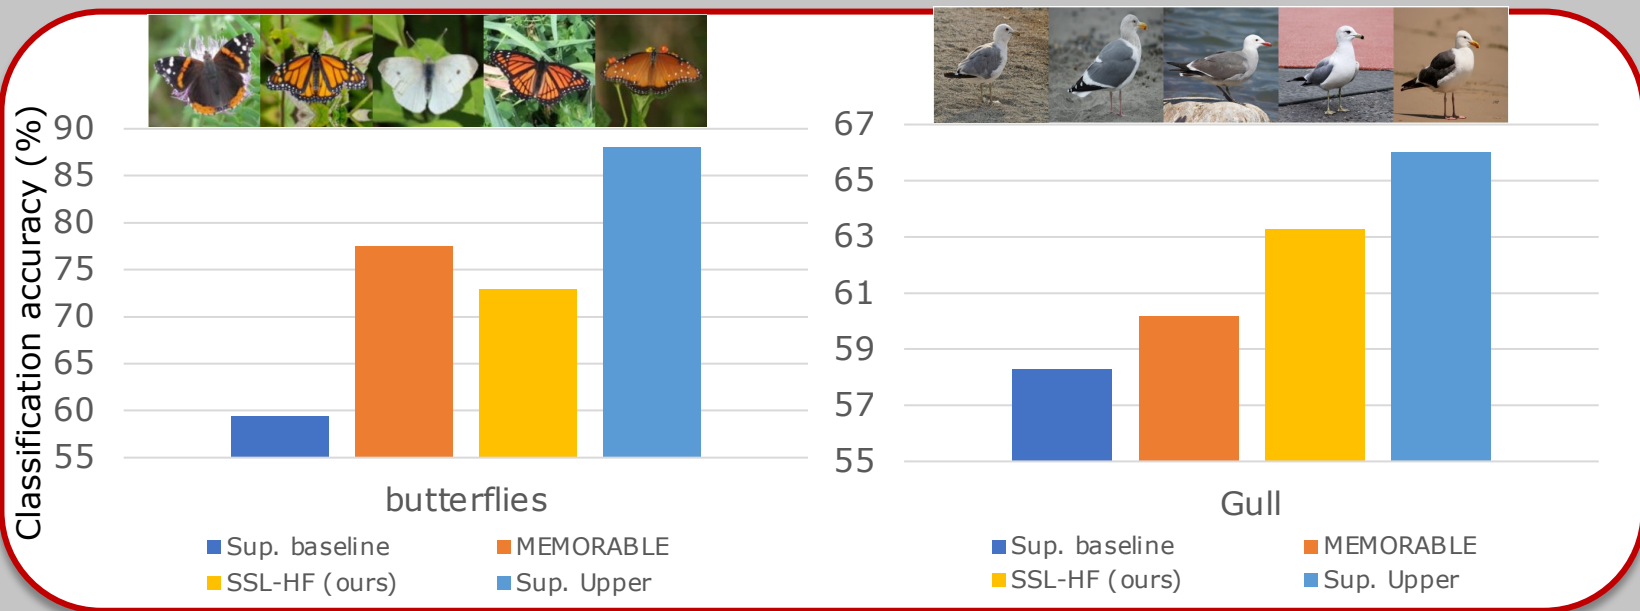 Classification accuracy (%)
90
85
80
75
70
65
60
55
butterflies
Sup. baseline
MEMORABLE
SSL-HF (ours)
Sup. Upper
67
65
63
61
59
57
55
Gull
Sup. baseline
MEMORABLE
SSL-HF (ours)
Sup. Upper